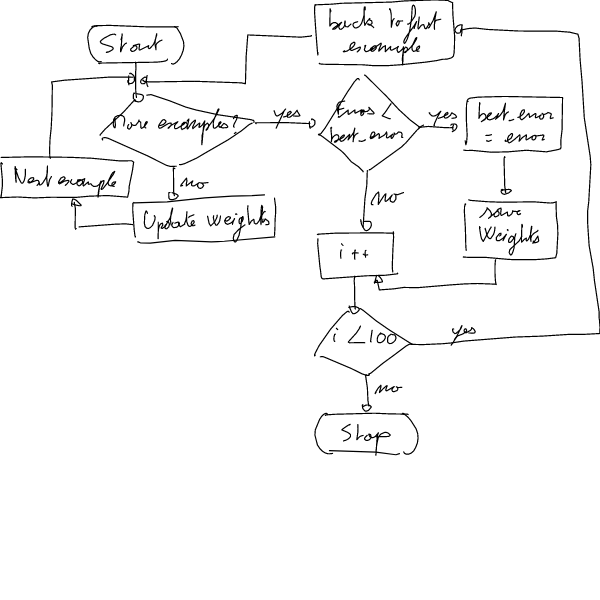 back to first
example
Start
yes
Error <
best_error
yes
best_error
= error
More examples?
no
no
save
Weights
Next example
Update Weights
i++
i < 100
yes
no
Stop